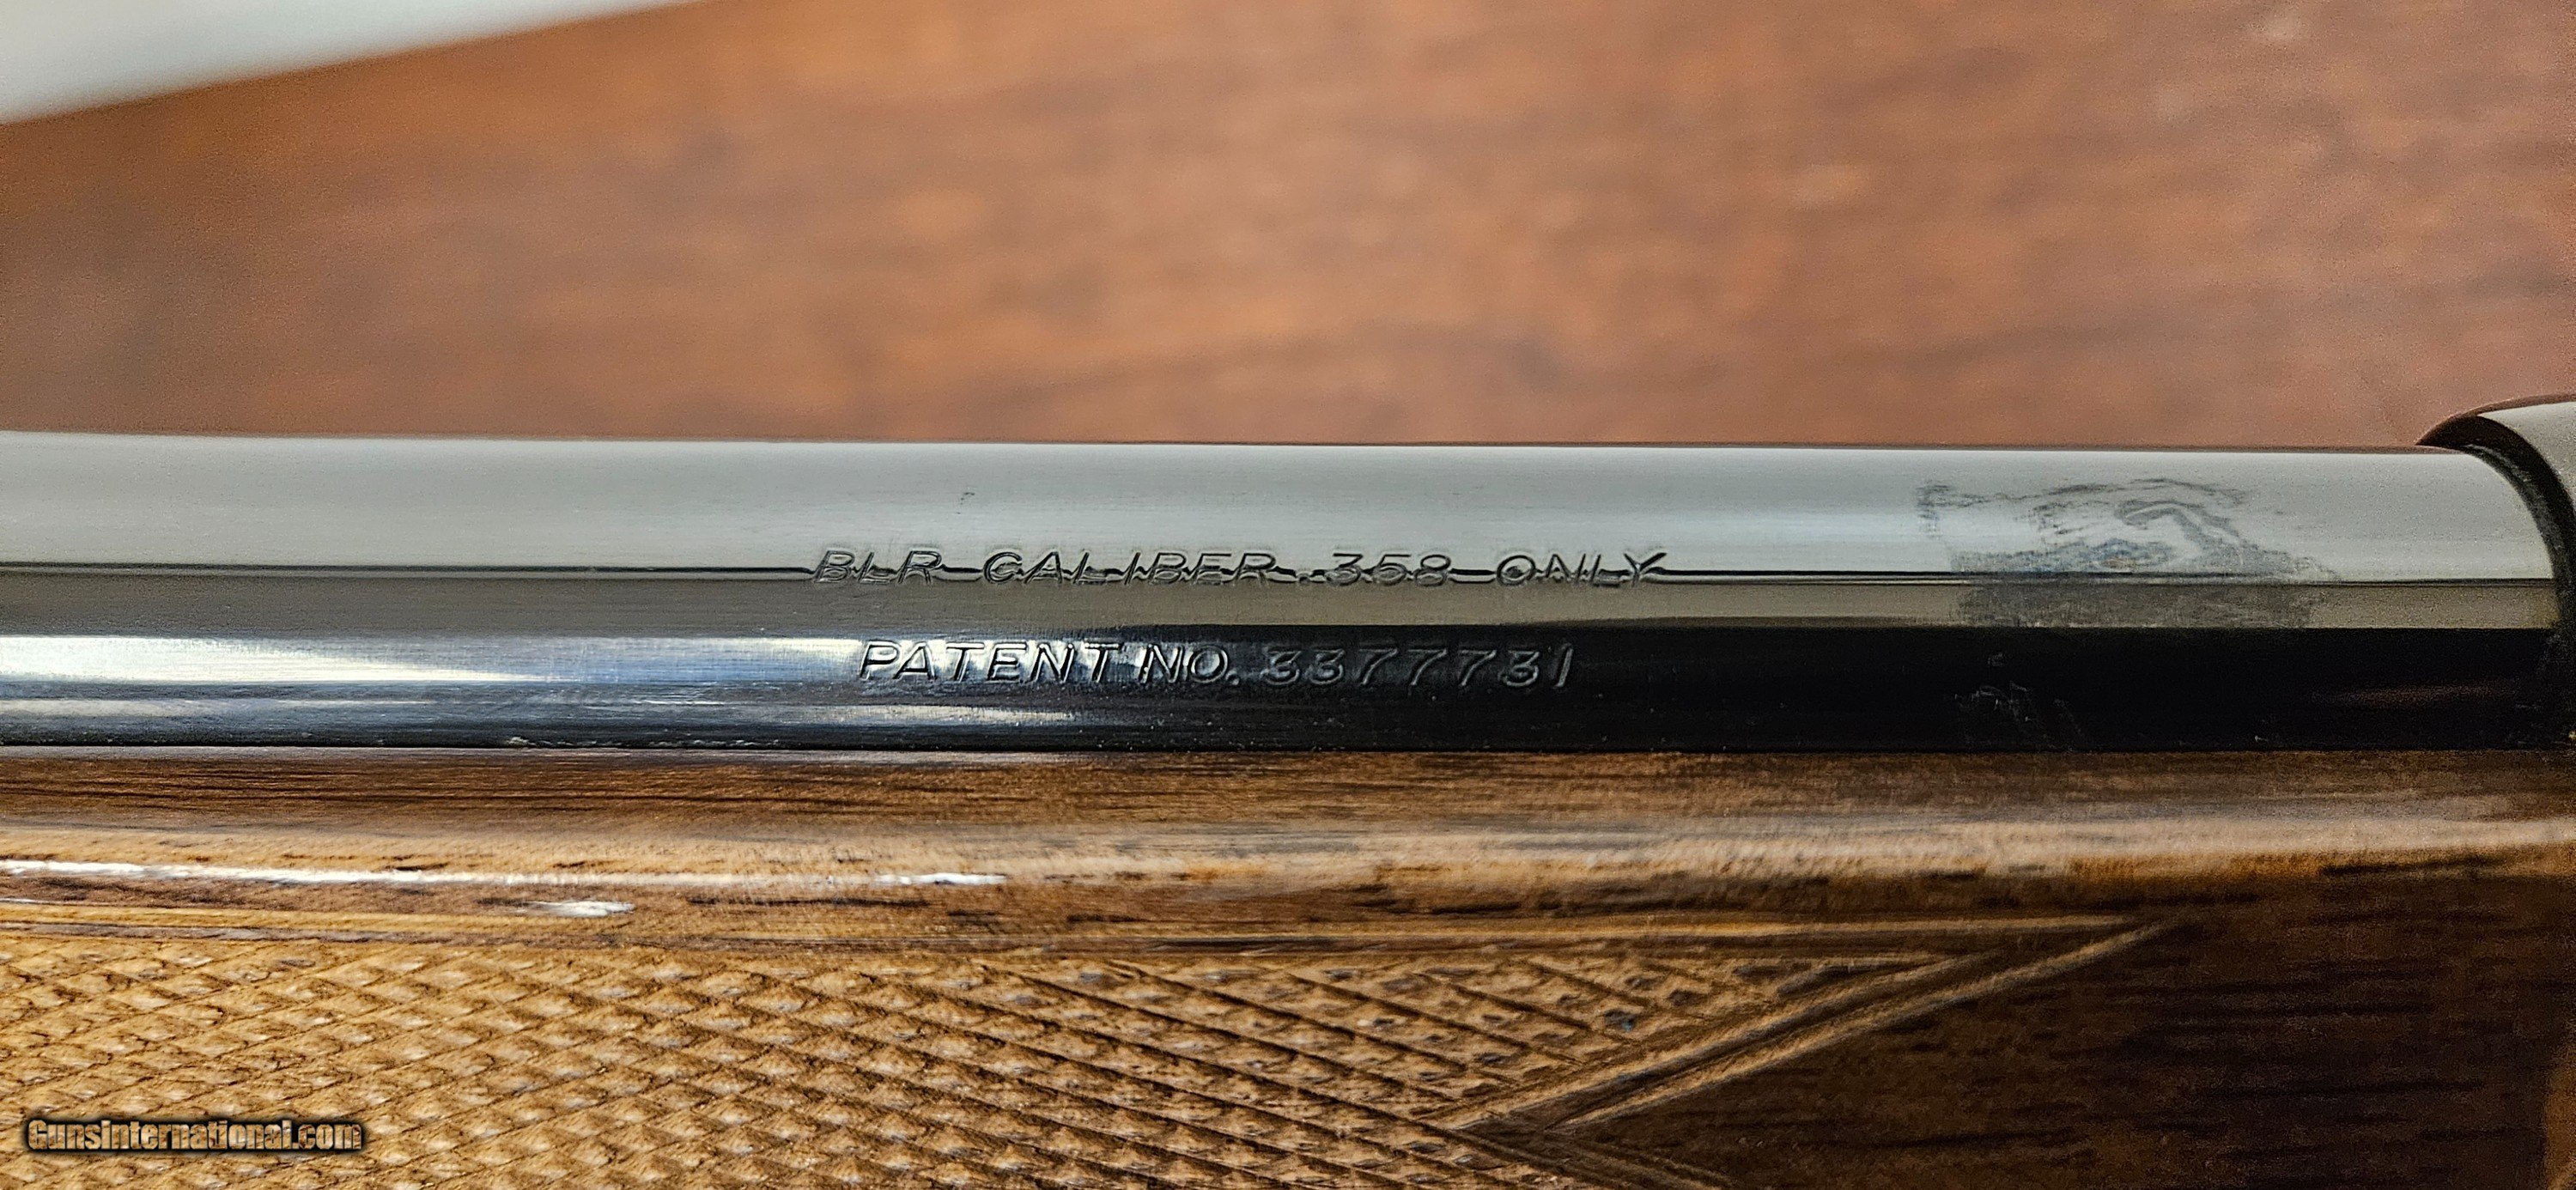 BLR CALIBER .358 ONLY
PATENT NO. 3377731
GunsInternational.com